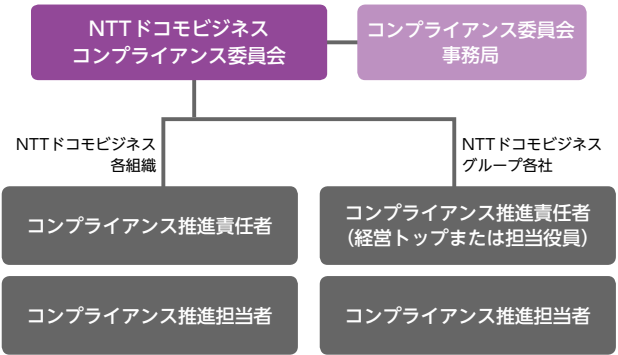 NTTドコモビジネス
コンプライアンス委員会
コンプライアンス委員会
事務局
NTTドコモビジネス
各組織
NTTドコモビジネス
グループ各社
コンプライアンス推進責任者
コンプライアンス推進責任者
（経営トップまたは担当役員）
コンプライアンス推進担当者
コンプライアンス推進担当者